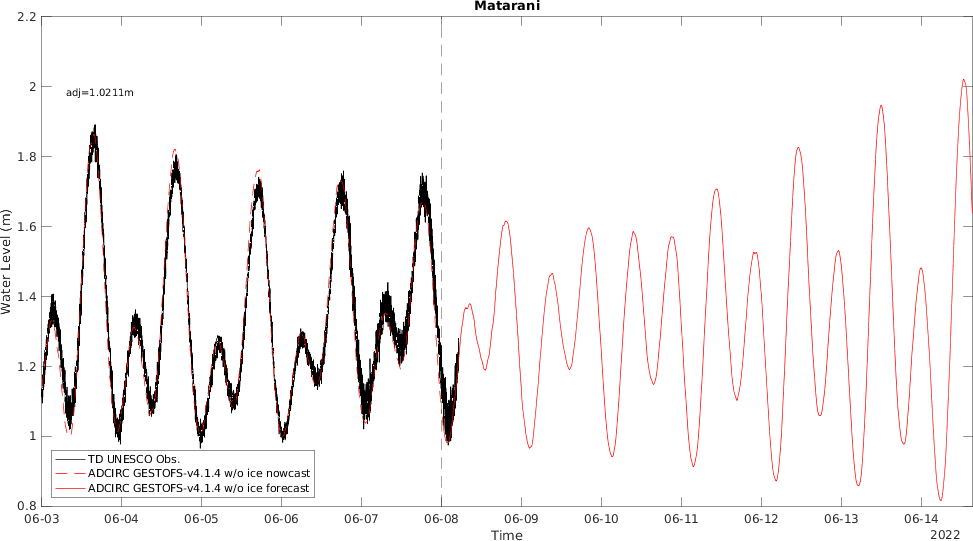 Matarani
2.2
2
1.8
1.6
1.4
1.2
1
0.8
Water Level (m)
adj=1.0211m
TD UNESCO Obs.
ADCIRC GESTOFS-v4.1.4 w/o ice nowcast
ADCIRC GESTOFS-v4.1.4 w/o ice forecast
06-03 06-04 06-05 06-06 06-07 06-08 06-09 06-10 06-11 06-12 06-13 06-14
Time
2022